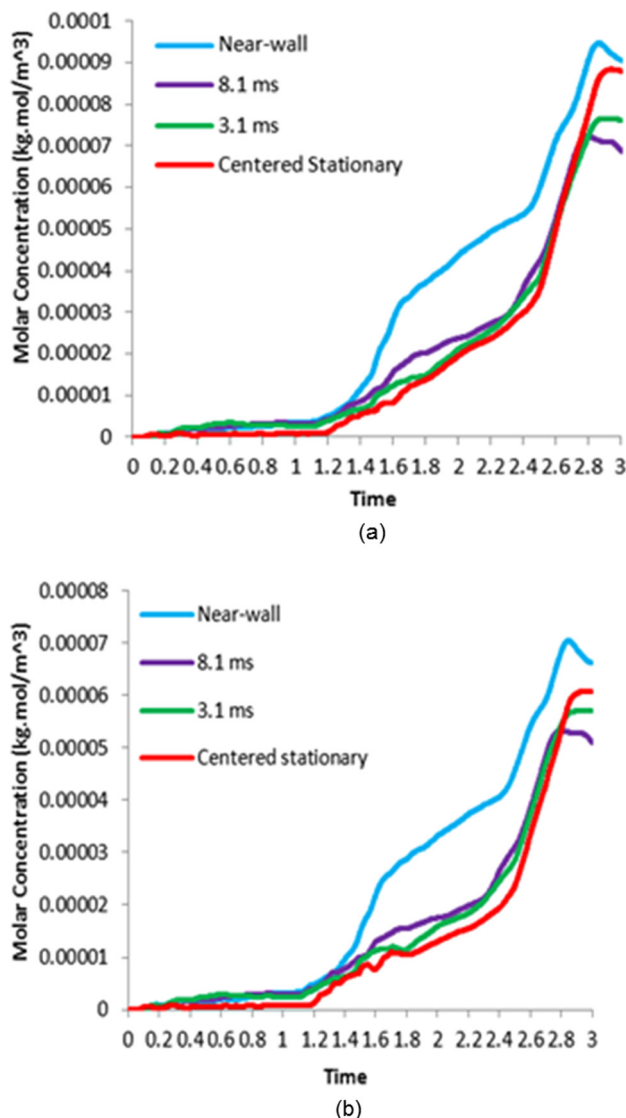 0.0001
0.00009
0.00008
0.00007
0.00006
0.00005
0.00004
0.00003
0.00002
0.00001
0
Molar Concentration (kg.mol/m^3)
Near-wall
8.1 ms
3.1 ms
Centered Stationary
0 0.2 0.4 0.6 0.8 1 1.2 1.4 1.6 1.8 2 2.2 2.4 2.6 2.8 3
Time
(a)
0.00008
0.00007
0.00006
0.00005
0.00004
0.00003
0.00002
0.00001
0
Molar Concentration (kg.mol/m^3)
Near-wall
8.1 ms
3.1 ms
Centered stationary
0 0.2 0.4 0.6 0.8 1 1.2 1.4 1.6 1.8 2 2.2 2.4 2.6 2.8 3
Time
(b)